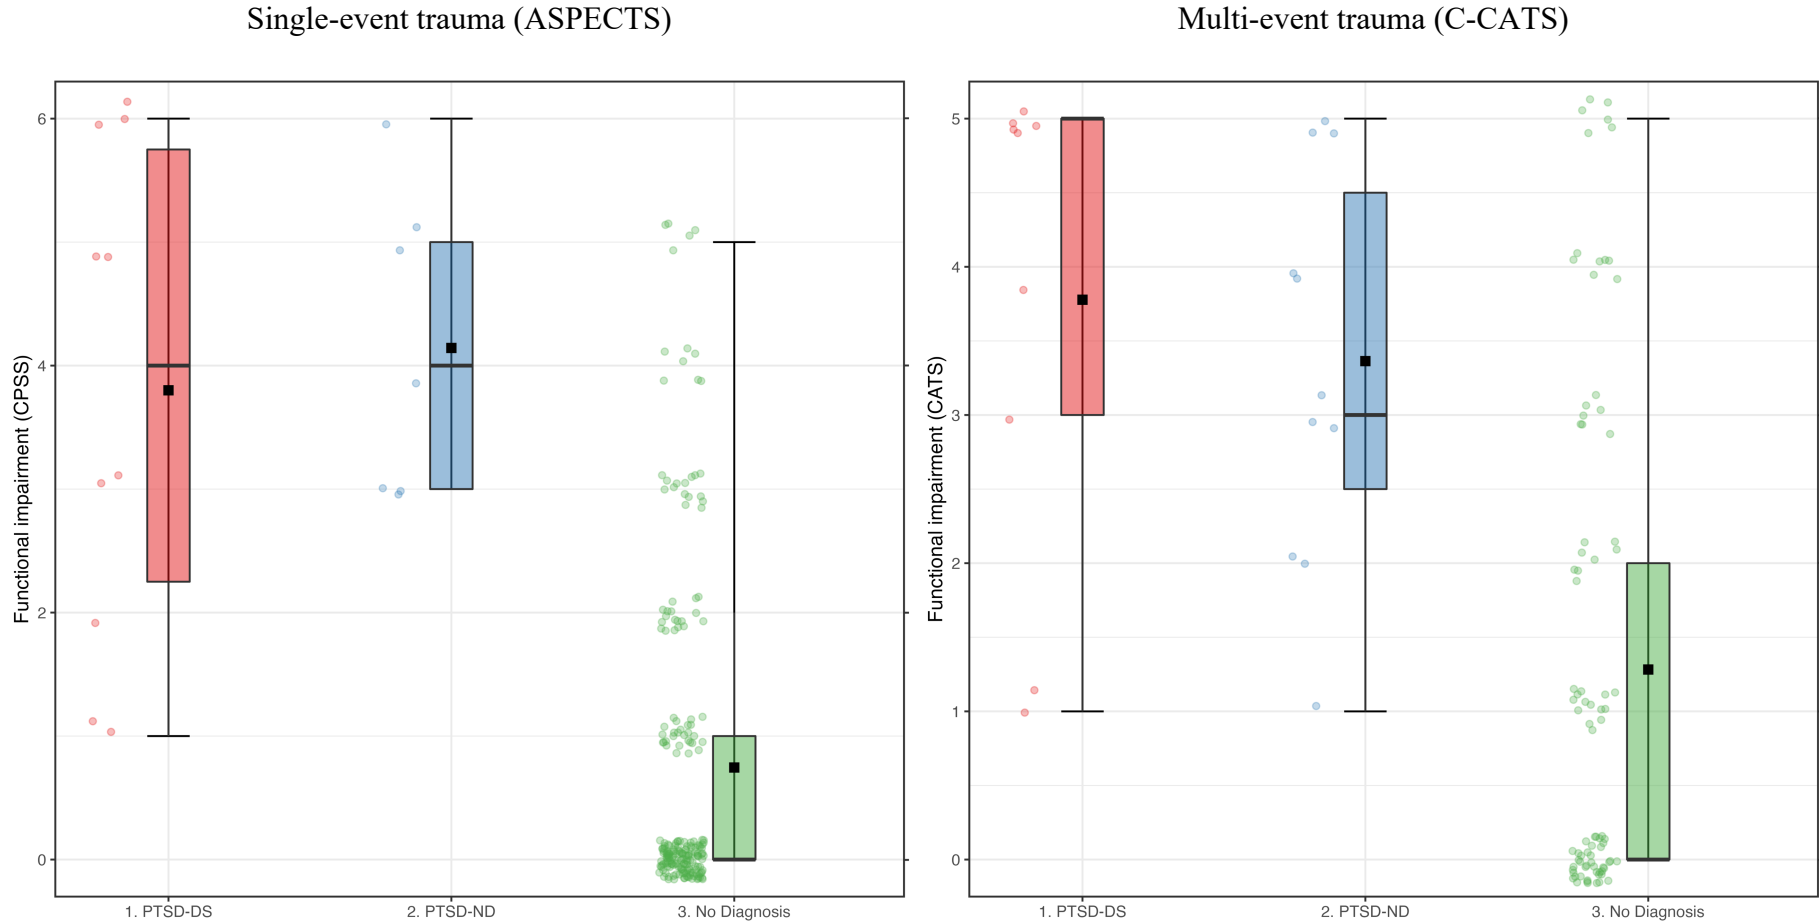 Single-event trauma (ASPECTS)
Functional impairment (CPSS)
6
4
2
0
1. PTSD-DS
2. PTSD-ND
3. No Diagnosis
Multi-event trauma (C-CATS)
Functional impairment (CATS)
5
4
3
2
1
0
1. PTSD-DS
2. PTSD-ND
3. No Diagnosis